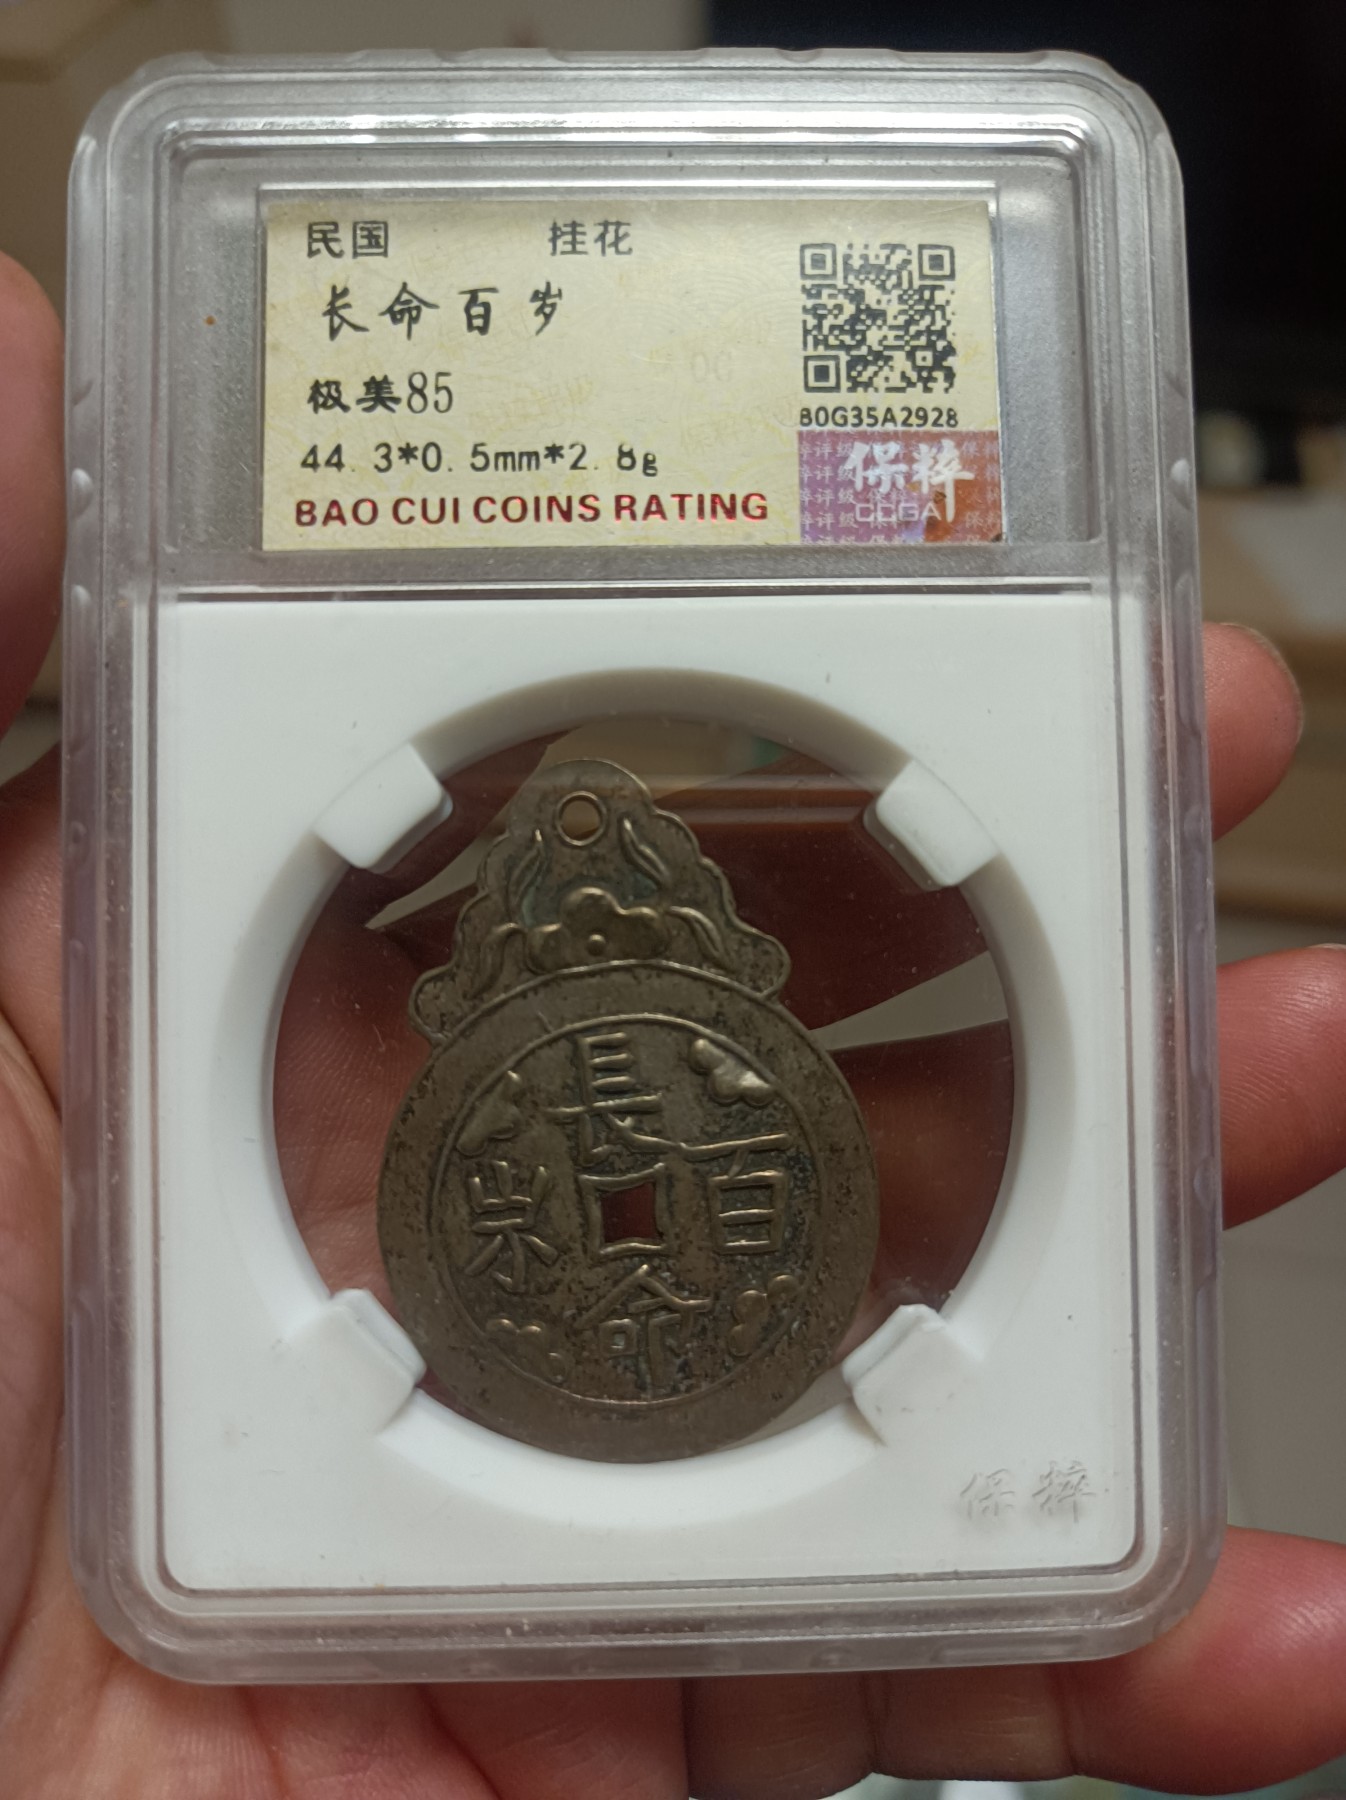 民国 挂花
长命百岁
极美85
44.3*0.5mm*2.8g
BAO CUI COINS RATING
80G35A2928
保粹
CCGA
長
百
命
保粹